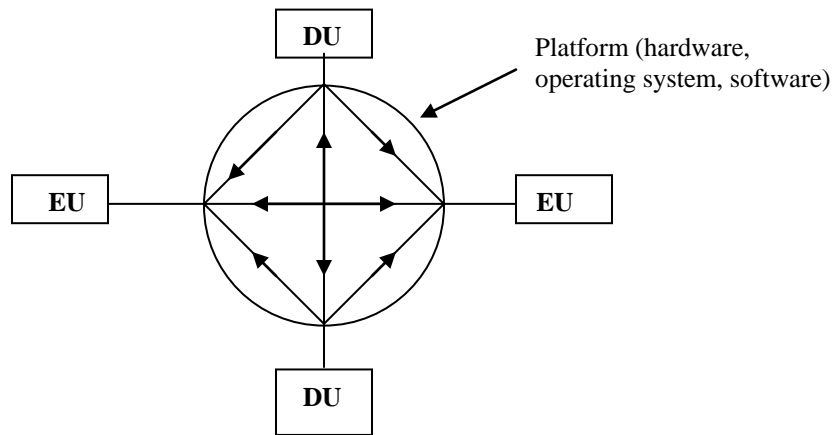 DU
Platform (hardware,
operating system, software)
EU
EU
DU